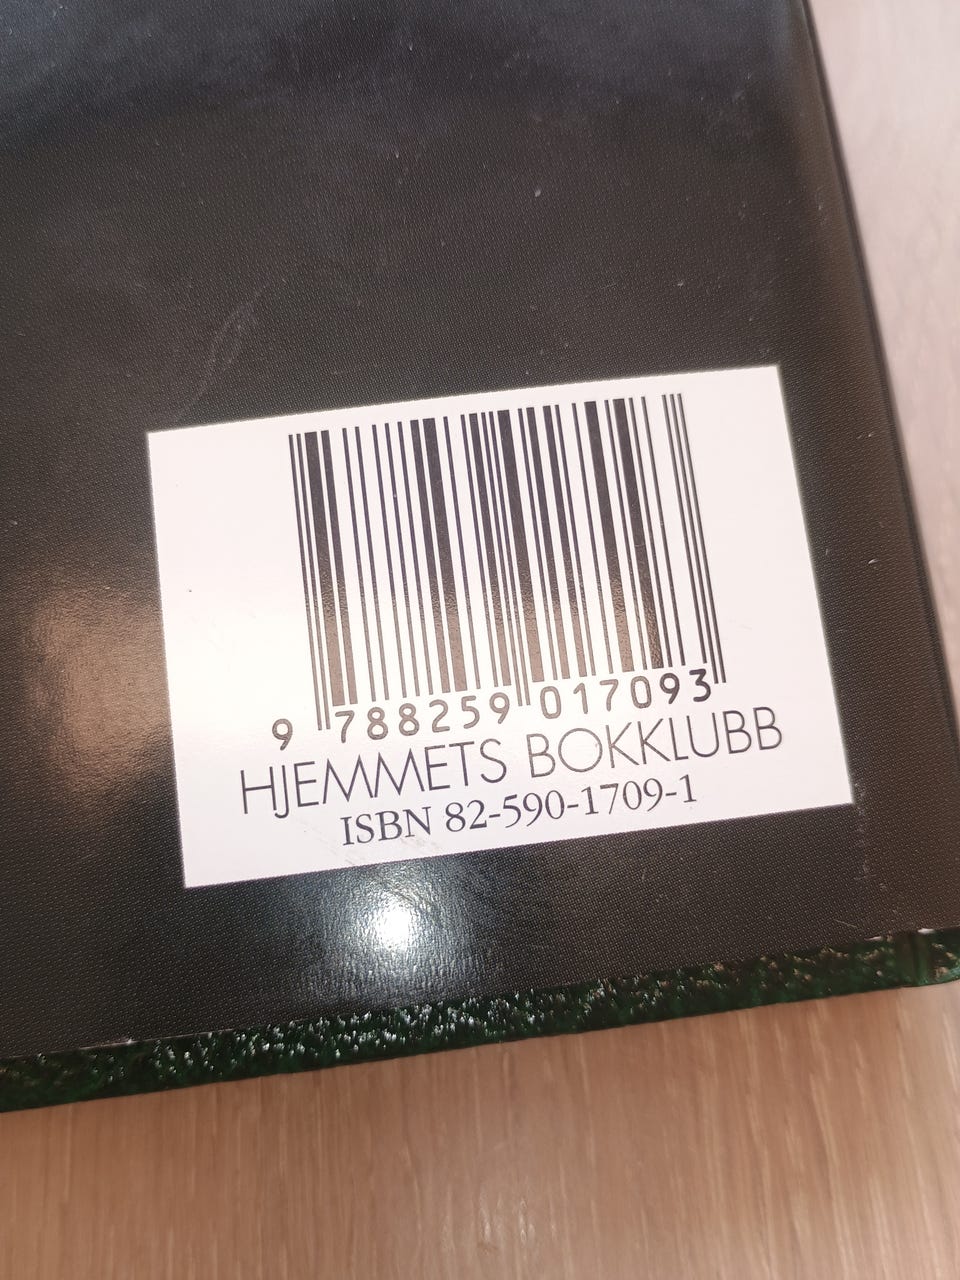 9 788259 017093
HJEMMETS BOKKLUBB
ISBN 82-590-1709-1